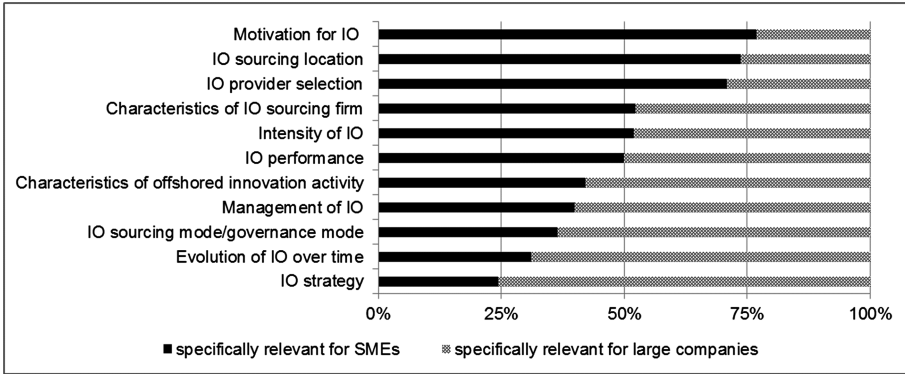 Motivation for IO
IO sourcing location
IO provider selection
Characteristics of IO sourcing firm
Intensity of IO
IO performance
Characteristics of offshored innovation activity
Management of IO
IO sourcing mode/governance mode
Evolution of IO over time
IO strategy
0% 25% 50% 75% 100%
specifically relevant for SMEs specifically relevant for large companies